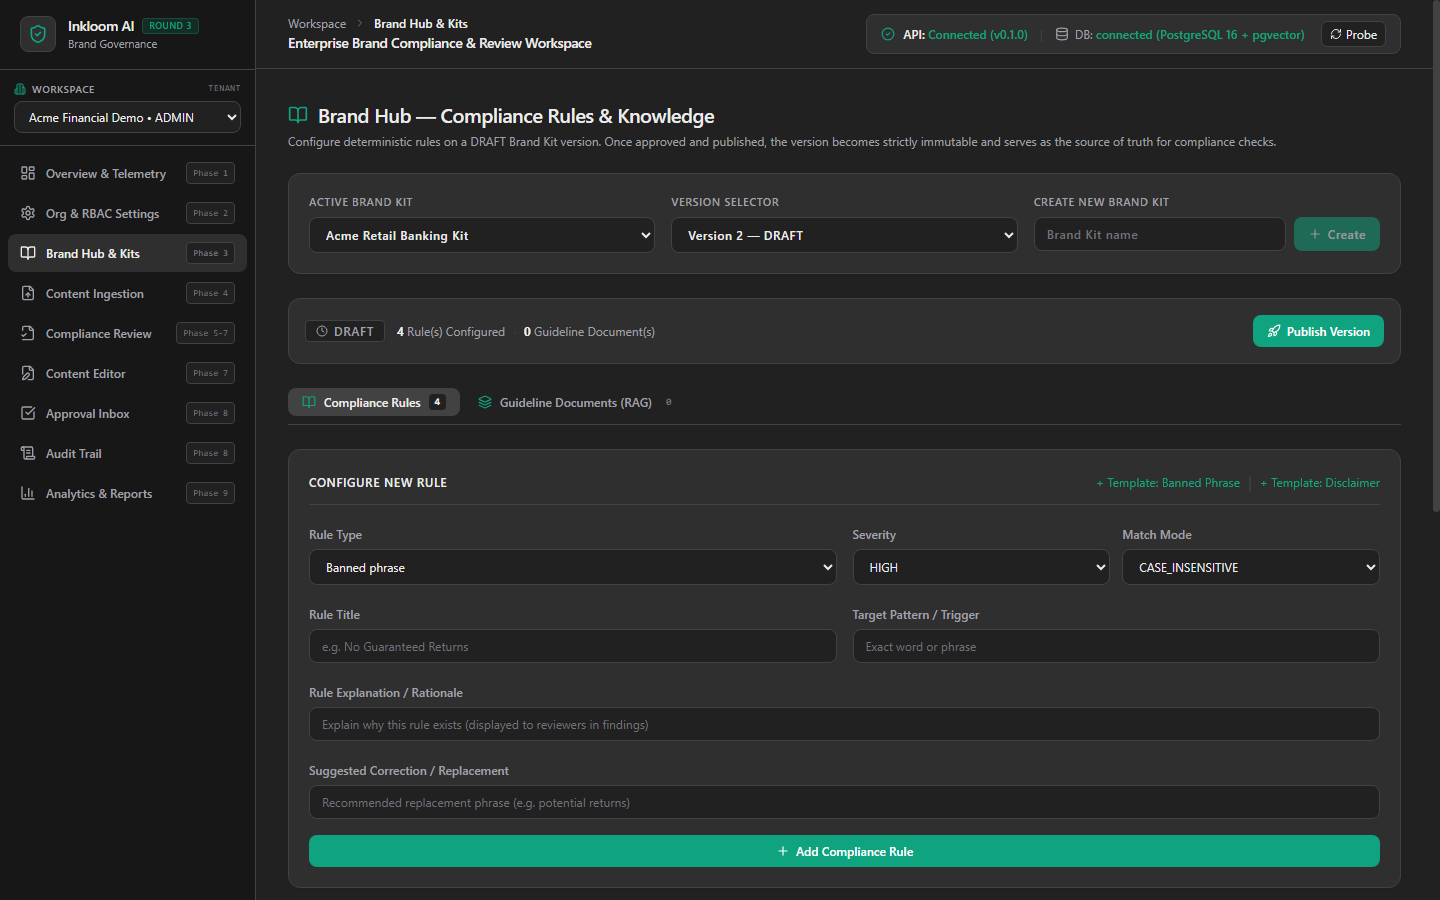 Inkloom AI ROUND 3
Brand Governance
WORKSPACE TENANT
Acme Financial Demo • ADMIN
Overview & Telemetry Phase 1
Org & RBAC Settings Phase 2
Brand Hub & Kits Phase 3
Content Ingestion Phase 4
Compliance Review Phase 5-7
Content Editor Phase 7
Approval Inbox Phase 8
Audit Trail Phase 8
Analytics & Reports Phase 9
Workspace Brand Hub & Kits
Enterprise Brand Compliance & Review Workspace
API: Connected (v0.1.0) DB: connected (PostgreSQL 16 + pgvector) Probe
Brand Hub — Compliance Rules & Knowledge
Configure deterministic rules on a DRAFT Brand Kit version. Once approved and published, the version becomes strictly immutable and serves as the source of truth for compliance checks.
ACTIVE BRAND KIT VERSION SELECTOR CREATE NEW BRAND KIT
Acme Retail Banking Kit Version 2 — DRAFT Brand Kit name + Create
DRAFT 4 Rule(s) Configured 0 Guideline Document(s) Publish Version
Compliance Rules 4 Guideline Documents (RAG) 0
CONFIGURE NEW RULE + Template: Banned Phrase + Template: Disclaimer
Rule Type Severity Match Mode
Banned phrase HIGH CASE_INSENSITIVE
Rule Title Target Pattern / Trigger
e.g. No Guaranteed Returns Exact word or phrase
Rule Explanation / Rationale
Explain why this rule exists (displayed to reviewers in findings)
Suggested Correction / Replacement
Recommended replacement phrase (e.g. potential returns)
+ Add Compliance Rule